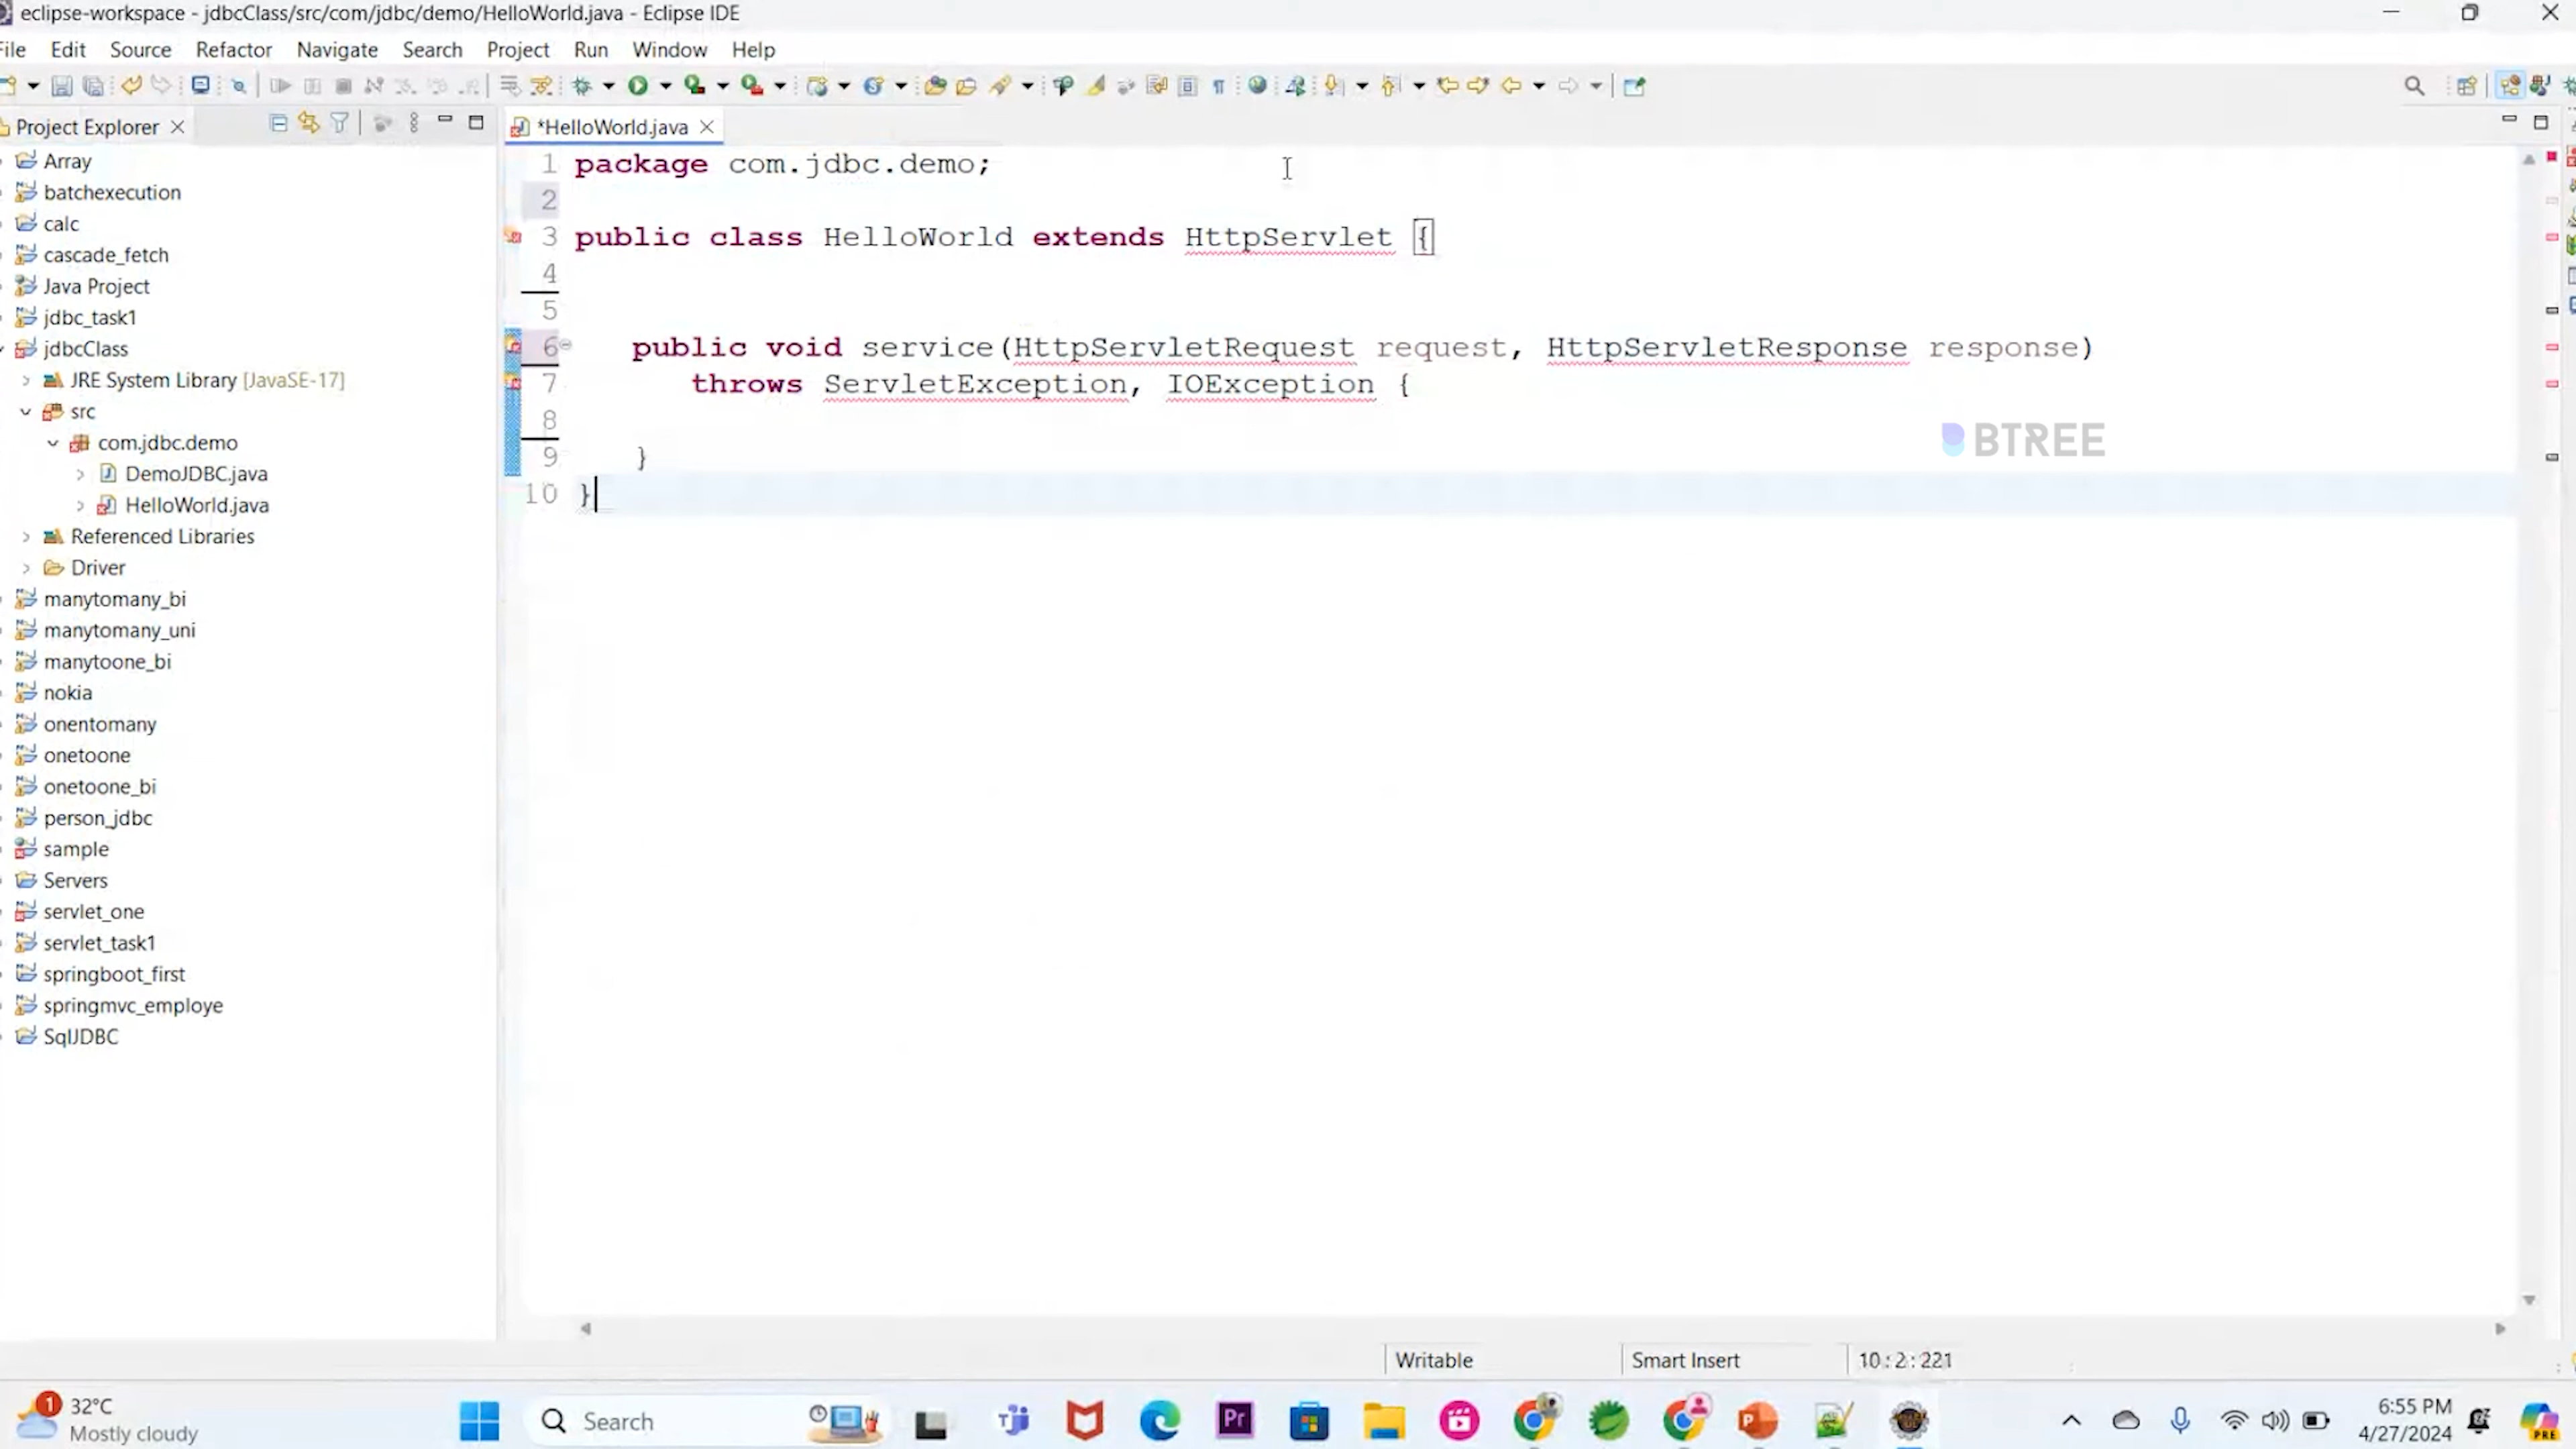 eclipse-workspace - jdbcClass/src/com/jdbc/demo/HelloWorld.java - Eclipse IDE
File Edit Source Refactor Navigate Search Project Run Window Help
Project Explorer
*HelloWorld.java
Array
batchexecution
calc
cascade_fetch
Java Project
jdbc_task1
jdbcClass
JRE System Library [JavaSE-17]
src
com.jdbc.demo
DemoJDBC.java
HelloWorld.java
Referenced Libraries
Driver
manytomany_bi
manytomany_uni
manytoone_bi
nokia
onentomany
onetoone
onetoone_bi
person_jdbc
sample
Servers
servlet_one
servlet_task1
springboot_first
springmvc_employe
SqlJDBC
1 package com.jdbc.demo;
2
3 public class HelloWorld extends HttpServlet {
4
5
6 public void service(HttpServletRequest request, HttpServletResponse response)
7 throws ServletException, IOException {
8
9 }
10 }
BTREE
Writable Smart Insert 10:2:221
1 32°C
Mostly cloudy
Search
Pr
PRE
6:55 PM
4/27/2024